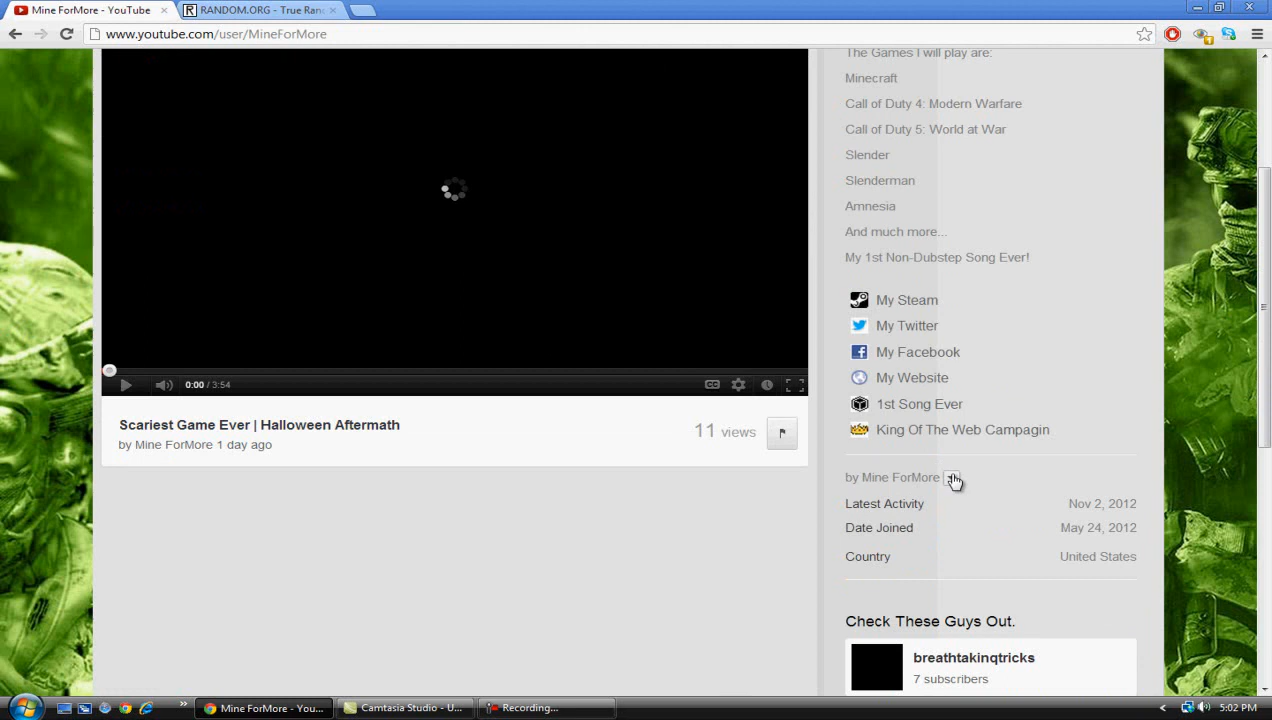 Mine ForMore - YouTube
RANDOM.ORG - True Ran
www.youtube.com/user/MineForMore
The Games I will play are:
Minecraft
Call of Duty 4: Modern Warfare
Call of Duty 5: World at War
Slender
Slenderman
Amnesia
And much more...
My 1st Non-Dubstep Song Ever!
My Steam
My Twitter
My Facebook
My Website
1st Song Ever
King Of The Web Campagin
0:00 / 3:54
CC
Scariest Game Ever | Halloween Aftermath
11 views
by Mine ForMore 1 day ago
by Mine ForMore
Latest Activity Nov 2, 2012
Date Joined May 24, 2012
Country United States
Check These Guys Out.
breathtakinqtricks
7 subscribers
Mine ForMore - You...
Camtasia Studio - U...
Recording...
5:02 PM